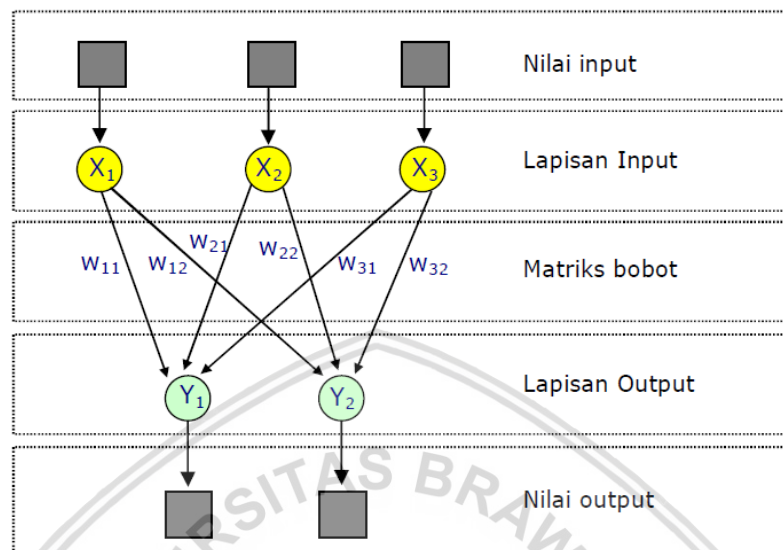 Nilai input
X1 X2 X3 Lapisan Input
W11 W12 W21 W22 W31 W32 Matriks bobot
Y1 Y2 Lapisan Output
Nilai output
RSITAS BRAW